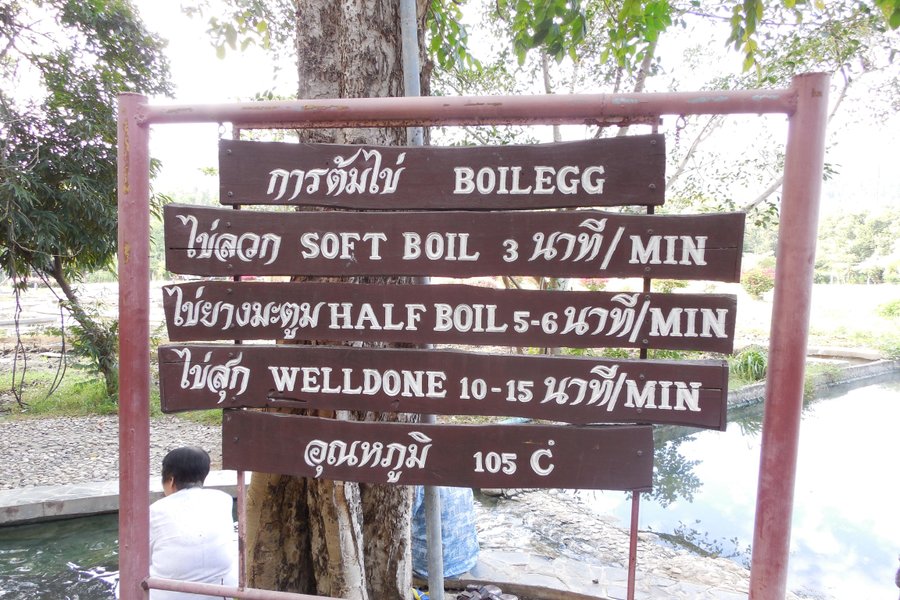 การต้มไข่ BOILEGG
ไข่ลวก SOFT BOIL 3 นาที/MIN
ไข่ยางมะตูม HALF BOIL 5-6 นาที/MIN
ไข่สุก WELLDONE 10-15 นาที/MIN
อุณหภูมิ 105 C̊